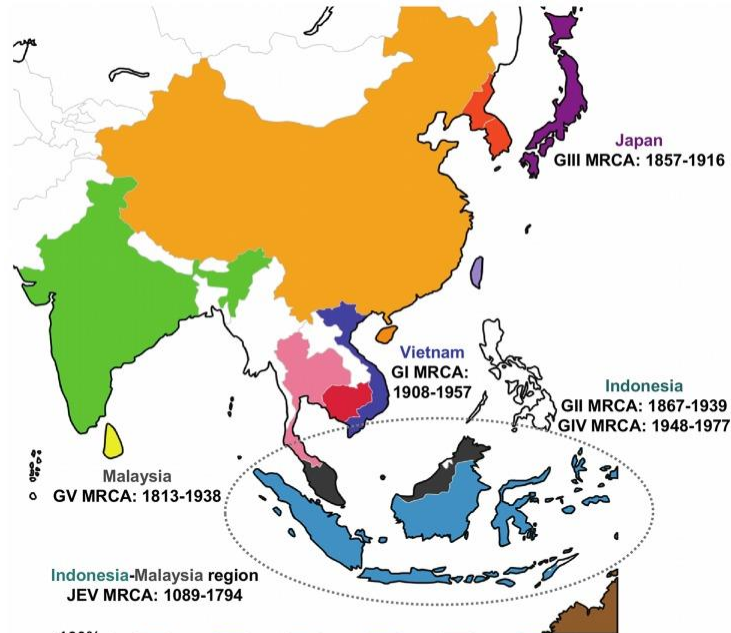 Japan
GIII MRCA: 1857-1916
Vietnam
GI MRCA:
1908-1957
Indonesia
GII MRCA: 1867-1939
GIV MRCA: 1948-1977
Malaysia
GV MRCA: 1813-1938
Indonesia-Malaysia region
JEV MRCA: 1089-1794